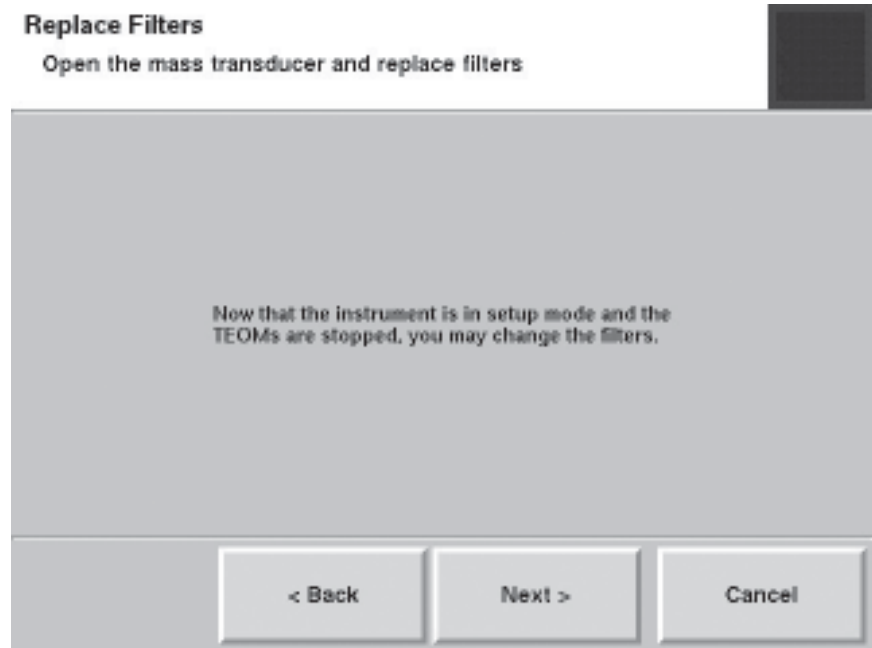 Replace Filters
Open the mass transducer and replace filters
Now that the instrument is in setup mode and the
TEOMs are stopped, you may change the filters.
< Back
Next >
Cancel